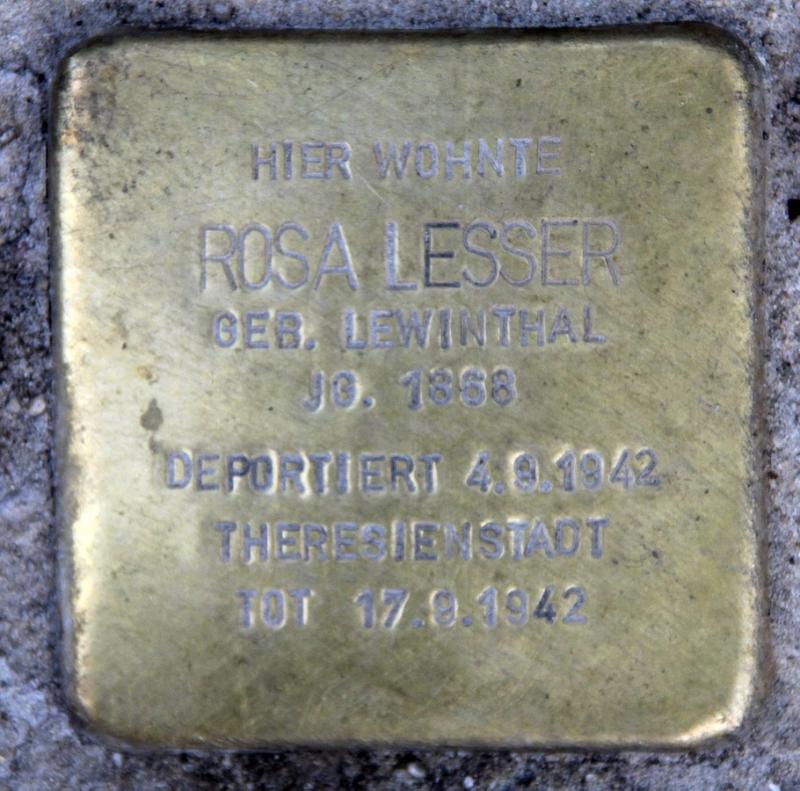 HIER WOHNTE
ROSA LESSER
GEB. LEWINTHAL
JG. 1868
DEPORTIERT 4.9.1942
THERESIENSTADT
TOT 17.9.1942